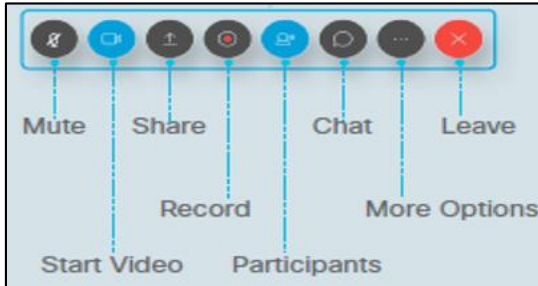 Mute Share Chat Leave
Record More Options
Start Video Participants